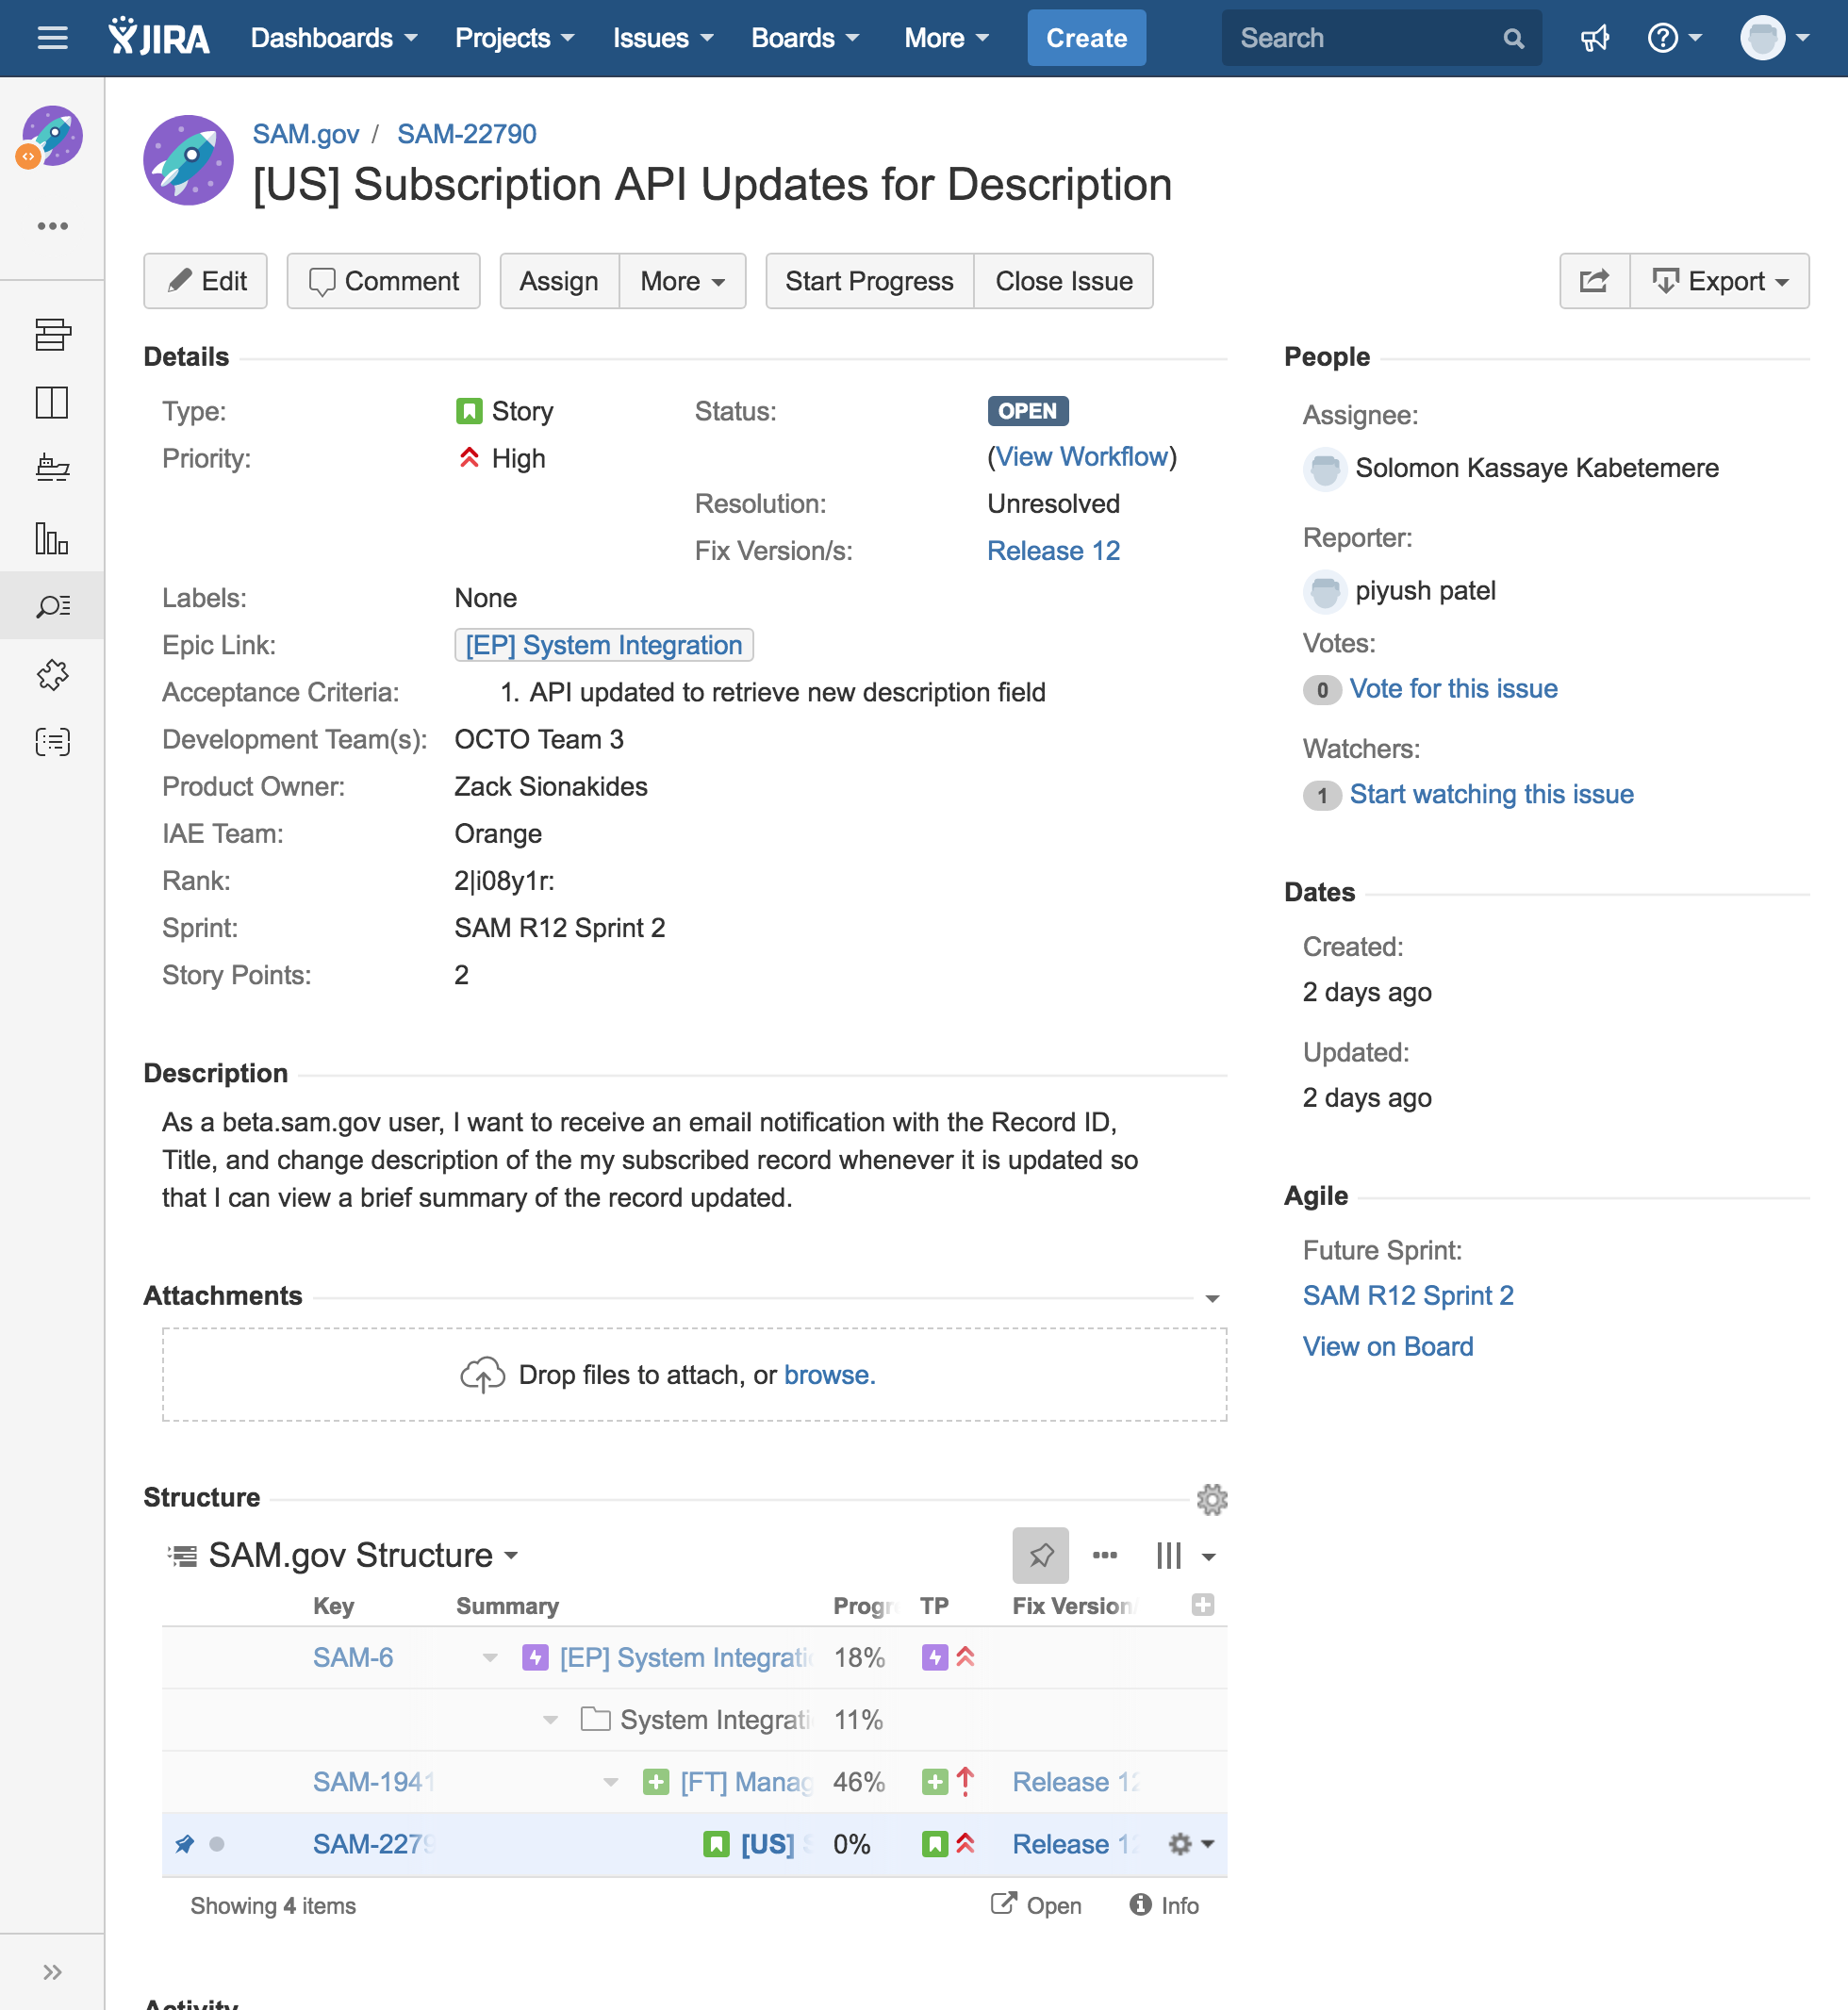 JIRA Dashboards Projects Issues Boards More Create Search
SAM.gov / SAM-22790
[US] Subscription API Updates for Description
Edit Comment Assign More Start Progress Close Issue Export
Details
Type: Story Status: OPEN
Priority: High (View Workflow)
Resolution: Unresolved
Fix Version/s: Release 12
Labels: None
Epic Link: [EP] System Integration
Acceptance Criteria: 1. API updated to retrieve new description field
Development Team(s): OCTO Team 3
Product Owner: Zack Sionakides
IAE Team: Orange
Rank: 2|i08y1r:
Sprint: SAM R12 Sprint 2
Story Points: 2
Description
As a beta.sam.gov user, I want to receive an email notification with the Record ID,
Title, and change description of the my subscribed record whenever it is updated so
that I can view a brief summary of the record updated.
Attachments
Drop files to attach, or browse.
Structure
SAM.gov Structure
Key Summary Progr TP Fix Version
SAM-6 [EP] System Integrati 18%
System Integrati 11%
SAM-1941 [FT] Manag 46% Release 12
SAM-2279 [US] 0% Release 12
Showing 4 items Open Info
Activity
People
Assignee:
Solomon Kassaye Kabetemere
Reporter:
piyush patel
Votes:
0 Vote for this issue
Watchers:
1 Start watching this issue
Dates
Created:
2 days ago
Updated:
2 days ago
Agile
Future Sprint:
SAM R12 Sprint 2
View on Board